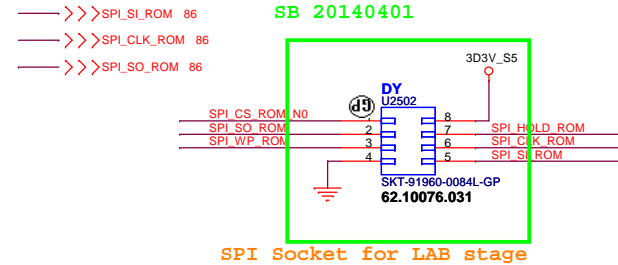 SPI_SI_ROM 86
SB 20140401
SPI_CLK_ROM 86
SPI_SO_ROM 86
3D3V_S5
DY
GP
U2502
SPI_CS_ROM_N0
8
SPI_SO_ROM
2
7
SPI_HOLD_ROM
SPI_WP_ROM
3
6
SPI_CLK_ROM
4
5
SPI_SI_ROM
SKT-91960-0084L-GP
62.10076.031
SPI Socket for LAB stage